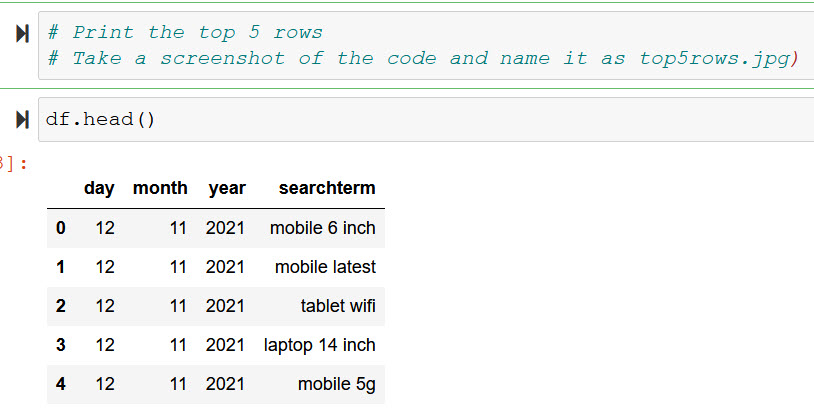 # Print the top 5 rows
# Take a screenshot of the code and name it as top5rows.jpg)
df.head()
]:
day month year searchterm
0 12 11 2021 mobile 6 inch
1 12 11 2021 mobile latest
2 12 11 2021 tablet wifi
3 12 11 2021 laptop 14 inch
4 12 11 2021 mobile 5g